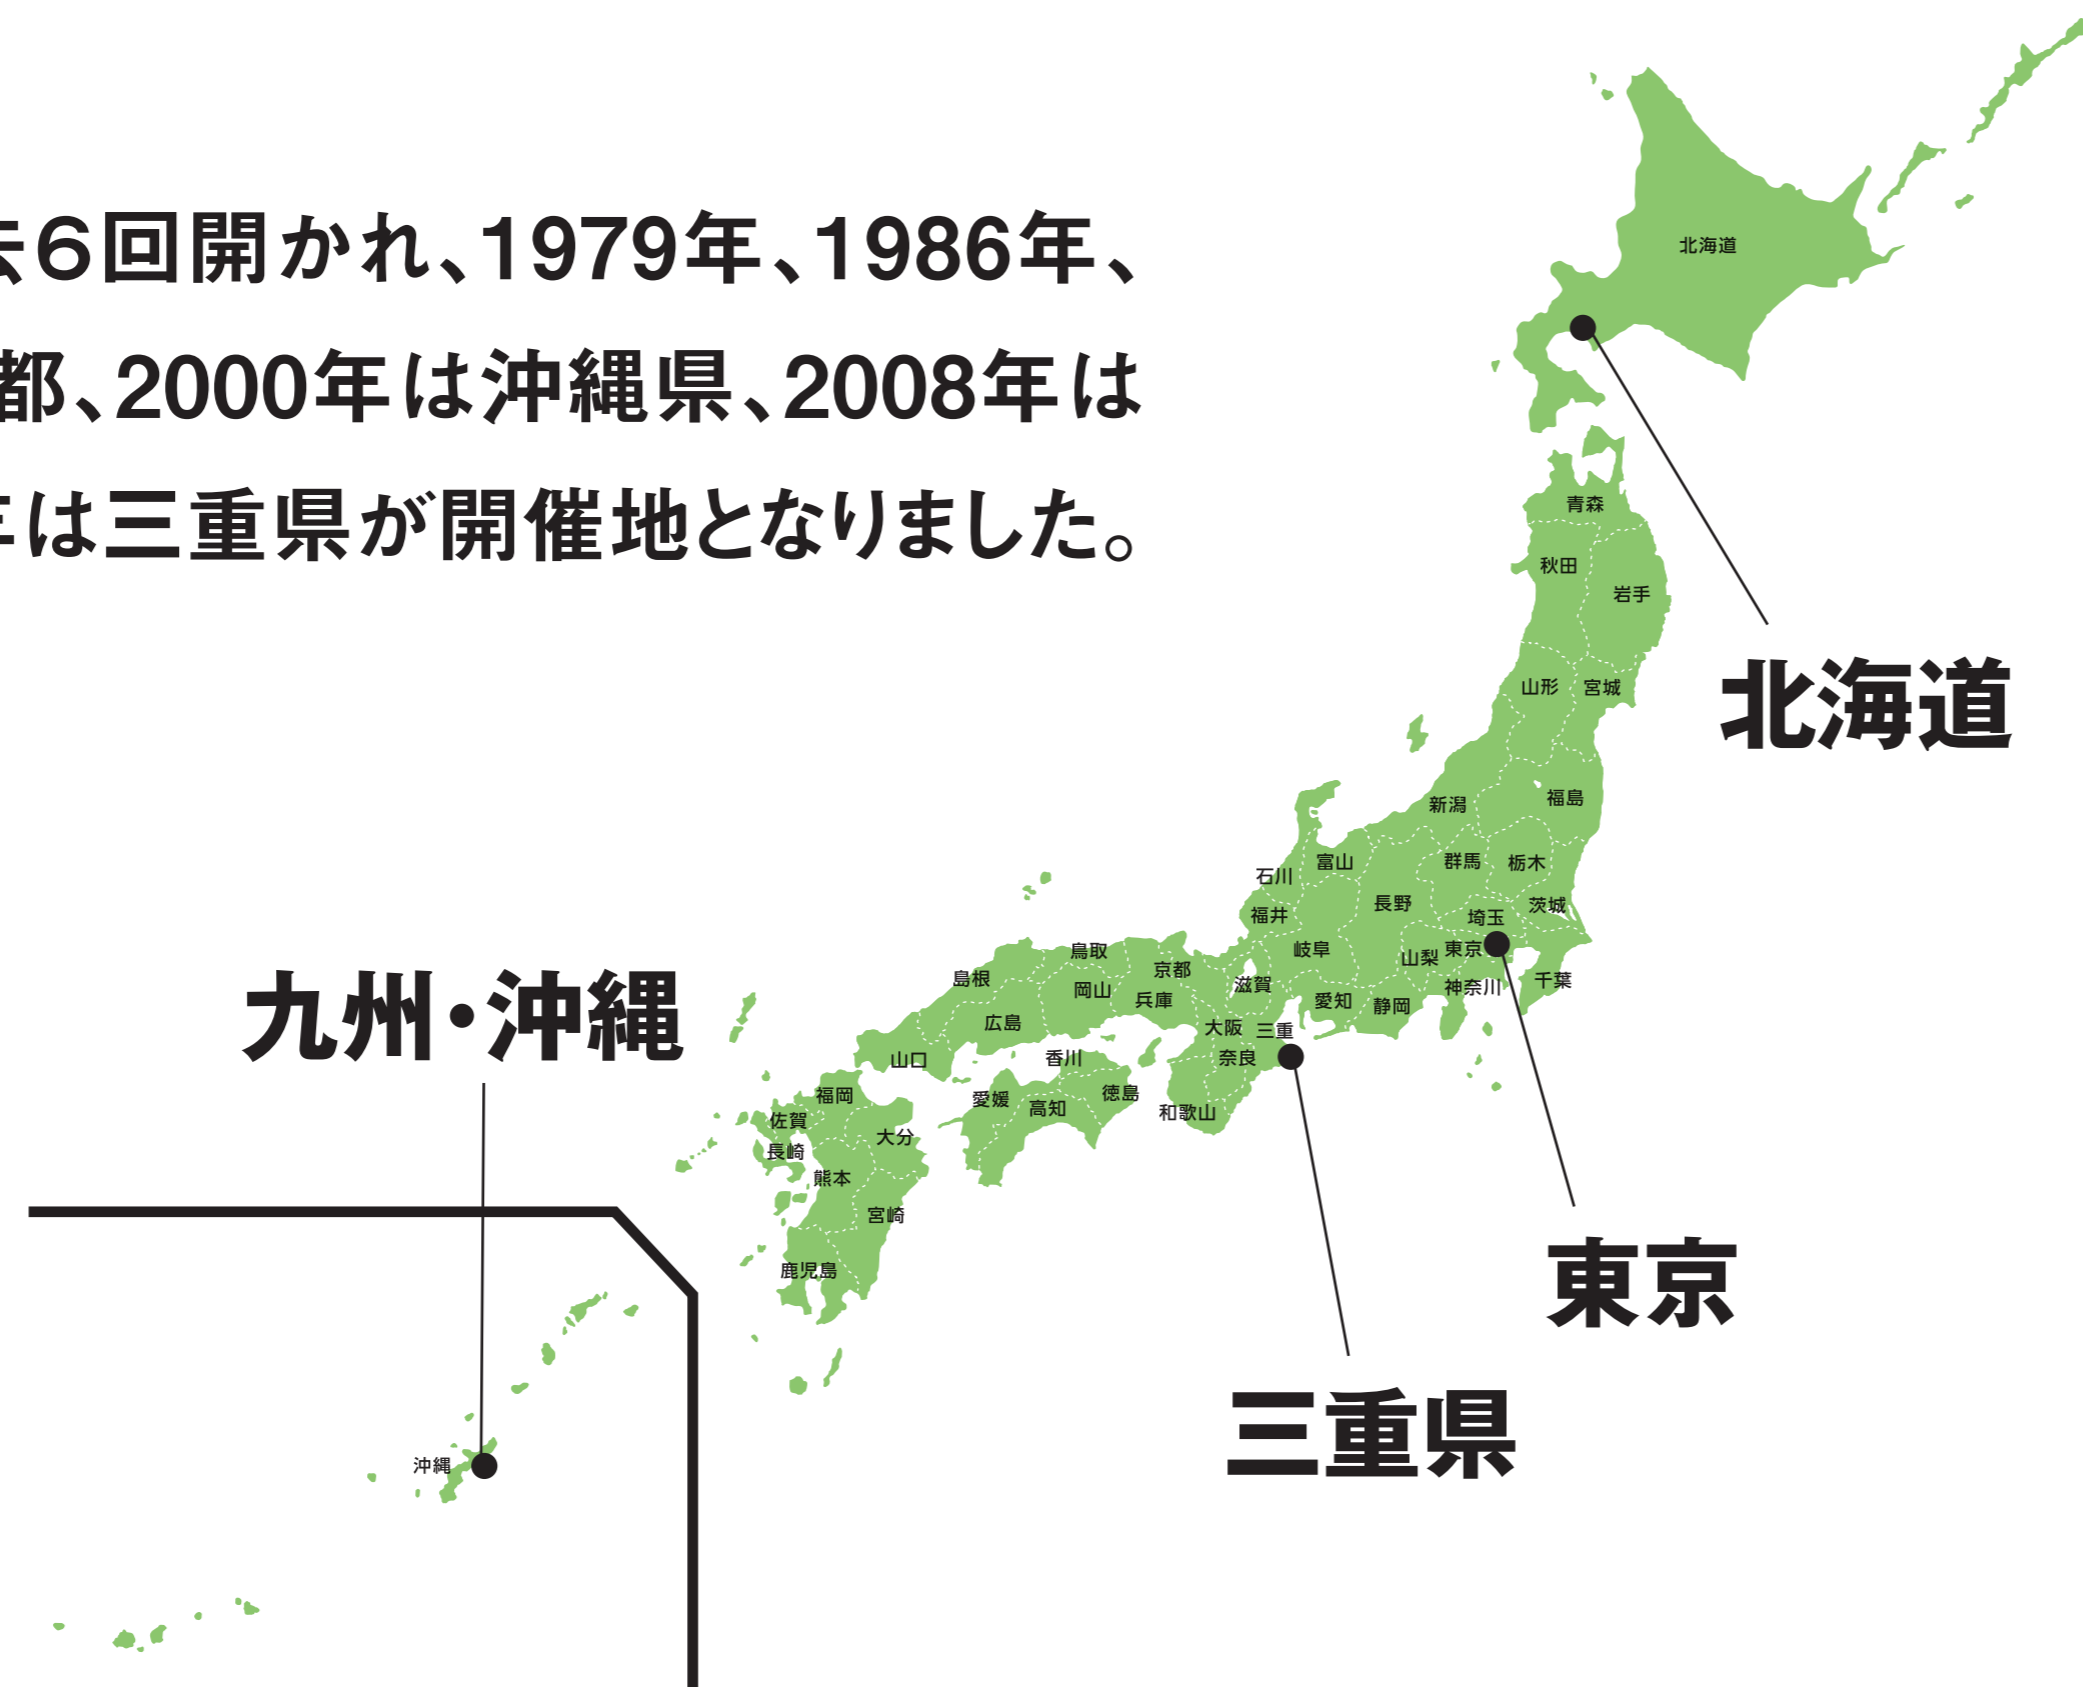 去６回開かれ、1979年、1986年、
都、2000年は沖縄県、2008年は
年は三重県が開催地となりました。
北海道
青森
秋田
岩手
山形
宮城
北海道
新潟
福島
富山
群馬
栃木
石川
長野
茨城
福井
埼玉
岐阜
山梨
東京
千葉
鳥取
京都
島根
岡山
兵庫
滋賀
愛知
静岡
神奈川
広島
大阪
三重
山口
香川
奈良
九州・沖縄
福岡
愛媛
高知
徳島
和歌山
佐賀
大分
長崎
熊本
宮崎
鹿児島
東京
三重県
沖縄